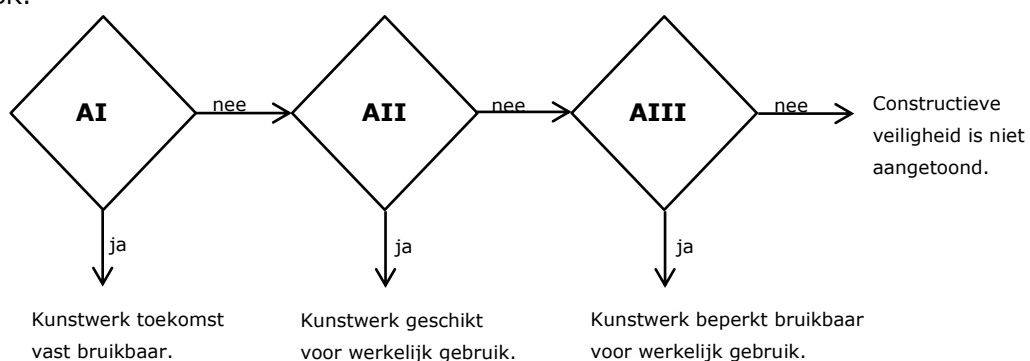 AI
nee
AII
nee
AIII
nee
Constructieve
veiligheid is niet
aangetoond.
ja
ja
ja
Kunstwerk toekomst
vast bruikbaar.
Kunstwerk geschikt
voor werkelijk gebruik.
Kunstwerk beperkt bruikbaar
voor werkelijk gebruik.